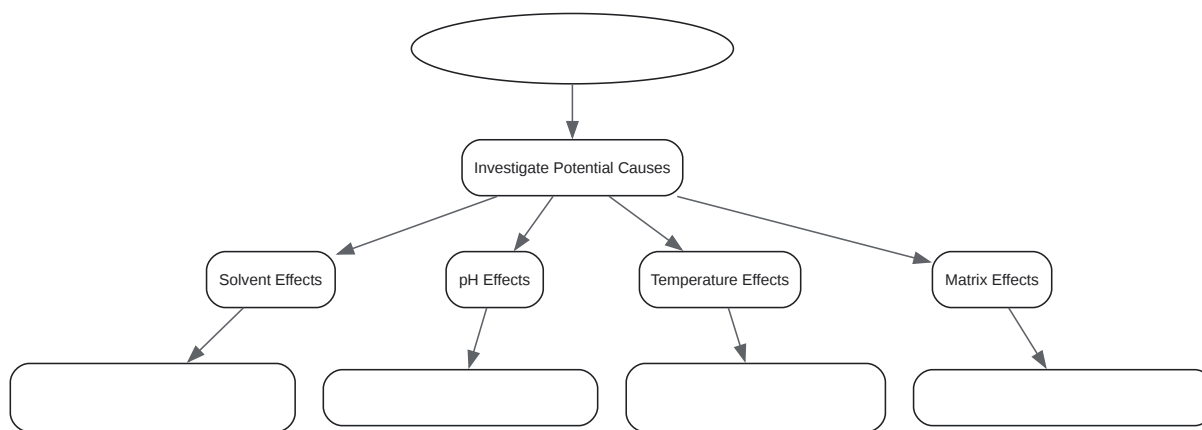 Investigate Potential Causes
Solvent Effects
pH Effects
Temperature Effects
Matrix Effects